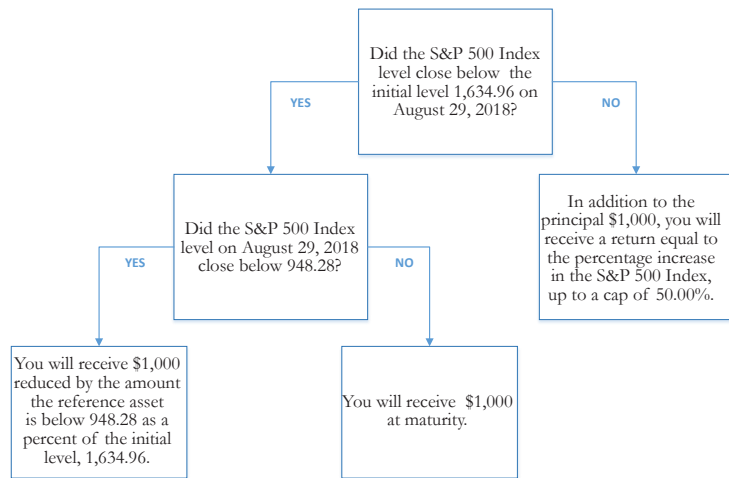 Did the S&P 500 Index
level close below the
initial level 1,634.96 on
August 29, 2018?
YES
NO
Did the S&P 500 Index
level on August 29, 2018
close below 948.28?
In addition to the
principal $1,000, you will
receive a return equal to
the percentage increase
in the S&P 500 Index,
up to a cap of 50.00%.
YES
NO
You will receive $1,000
reduced by the amount
the reference asset
is below 948.28 as a
percent of the initial
level, 1,634.96.
You will receive $1,000
at maturity.